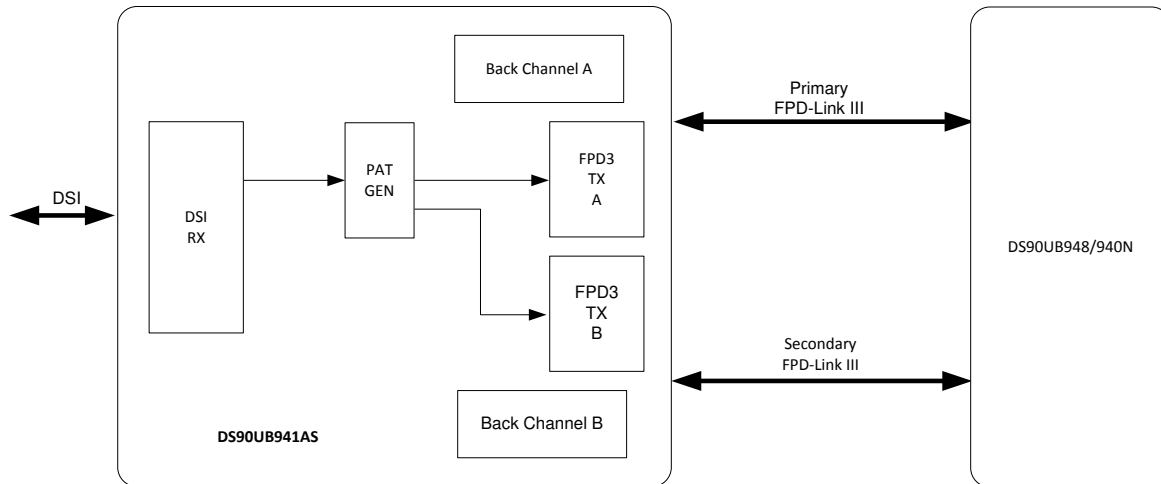 Back Channel A
Primary
FPD-Link III
DSI
DSI
RX
PAT
GEN
FPD3
TX
A
FPD3
TX
B
DS90UB948/940N
Secondary
FPD-Link III
Back Channel B
DS90UB941AS